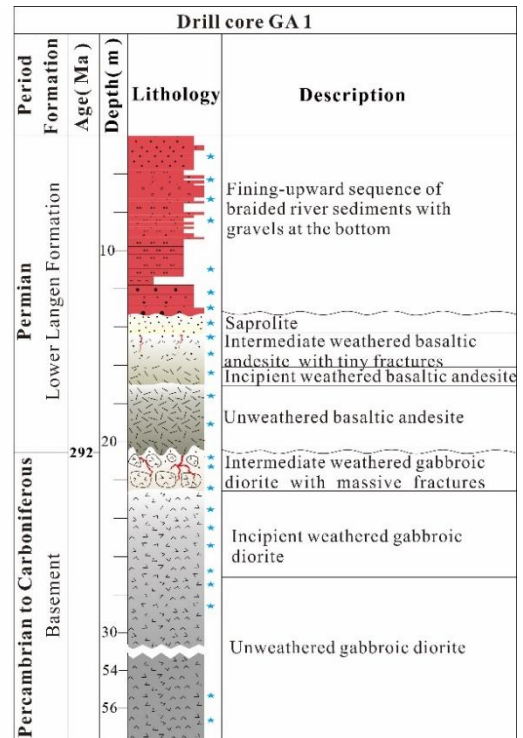 Drill core GA 1
Period
Formation
Age( Ma)
Depth( m)
Lithology
Description
Permian
Lower Langen Formation
Percambrian to Carboniferous
Basement
292
10
20
30
54
56
Fining-upward sequence of
braided river sediments with
gravels at the bottom
Saprolite
Intermediate weathered basaltic
andesite with tiny fractures
Incipient weathered basaltic andesite
Unweathered basaltic andesite
Intermediate weathered gabbroic
diorite with massive fractures
Incipient weathered gabbroic
diorite
Unweathered gabbroic diorite